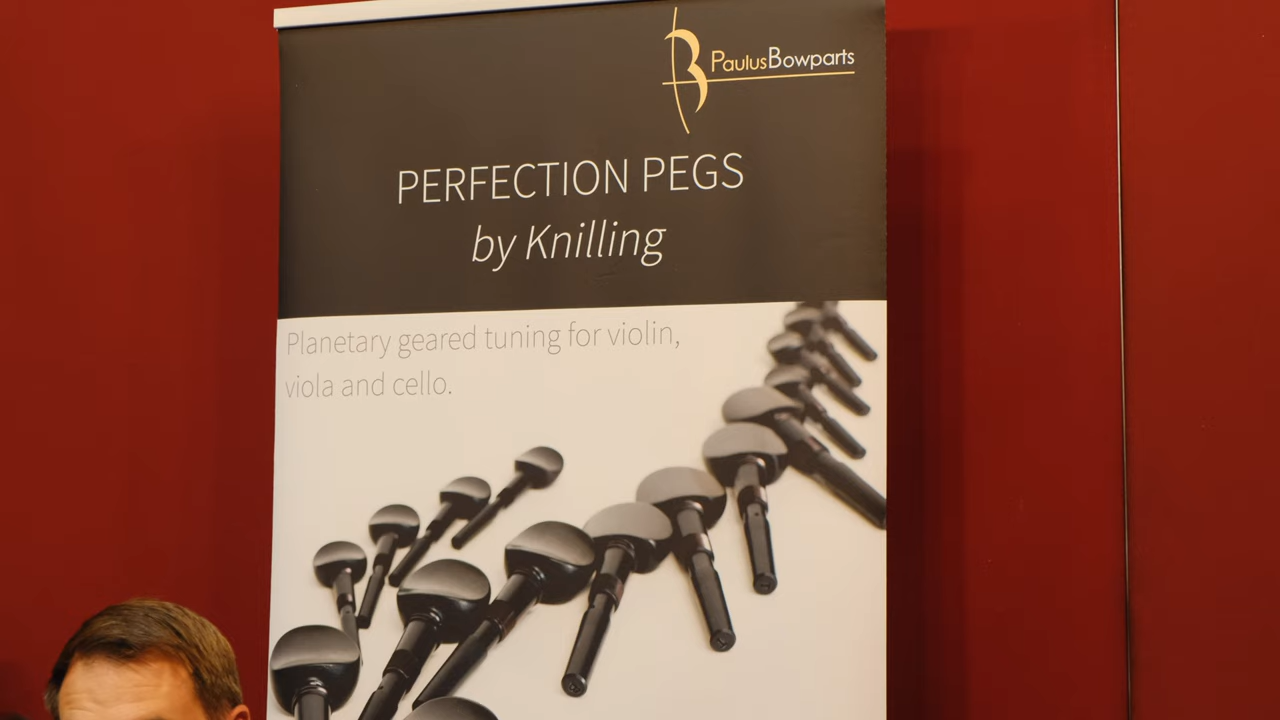 PaulusBowparts
PERFECTION PEGS
by Knilling
Planetary geared tuning for violin,
viola and cello.